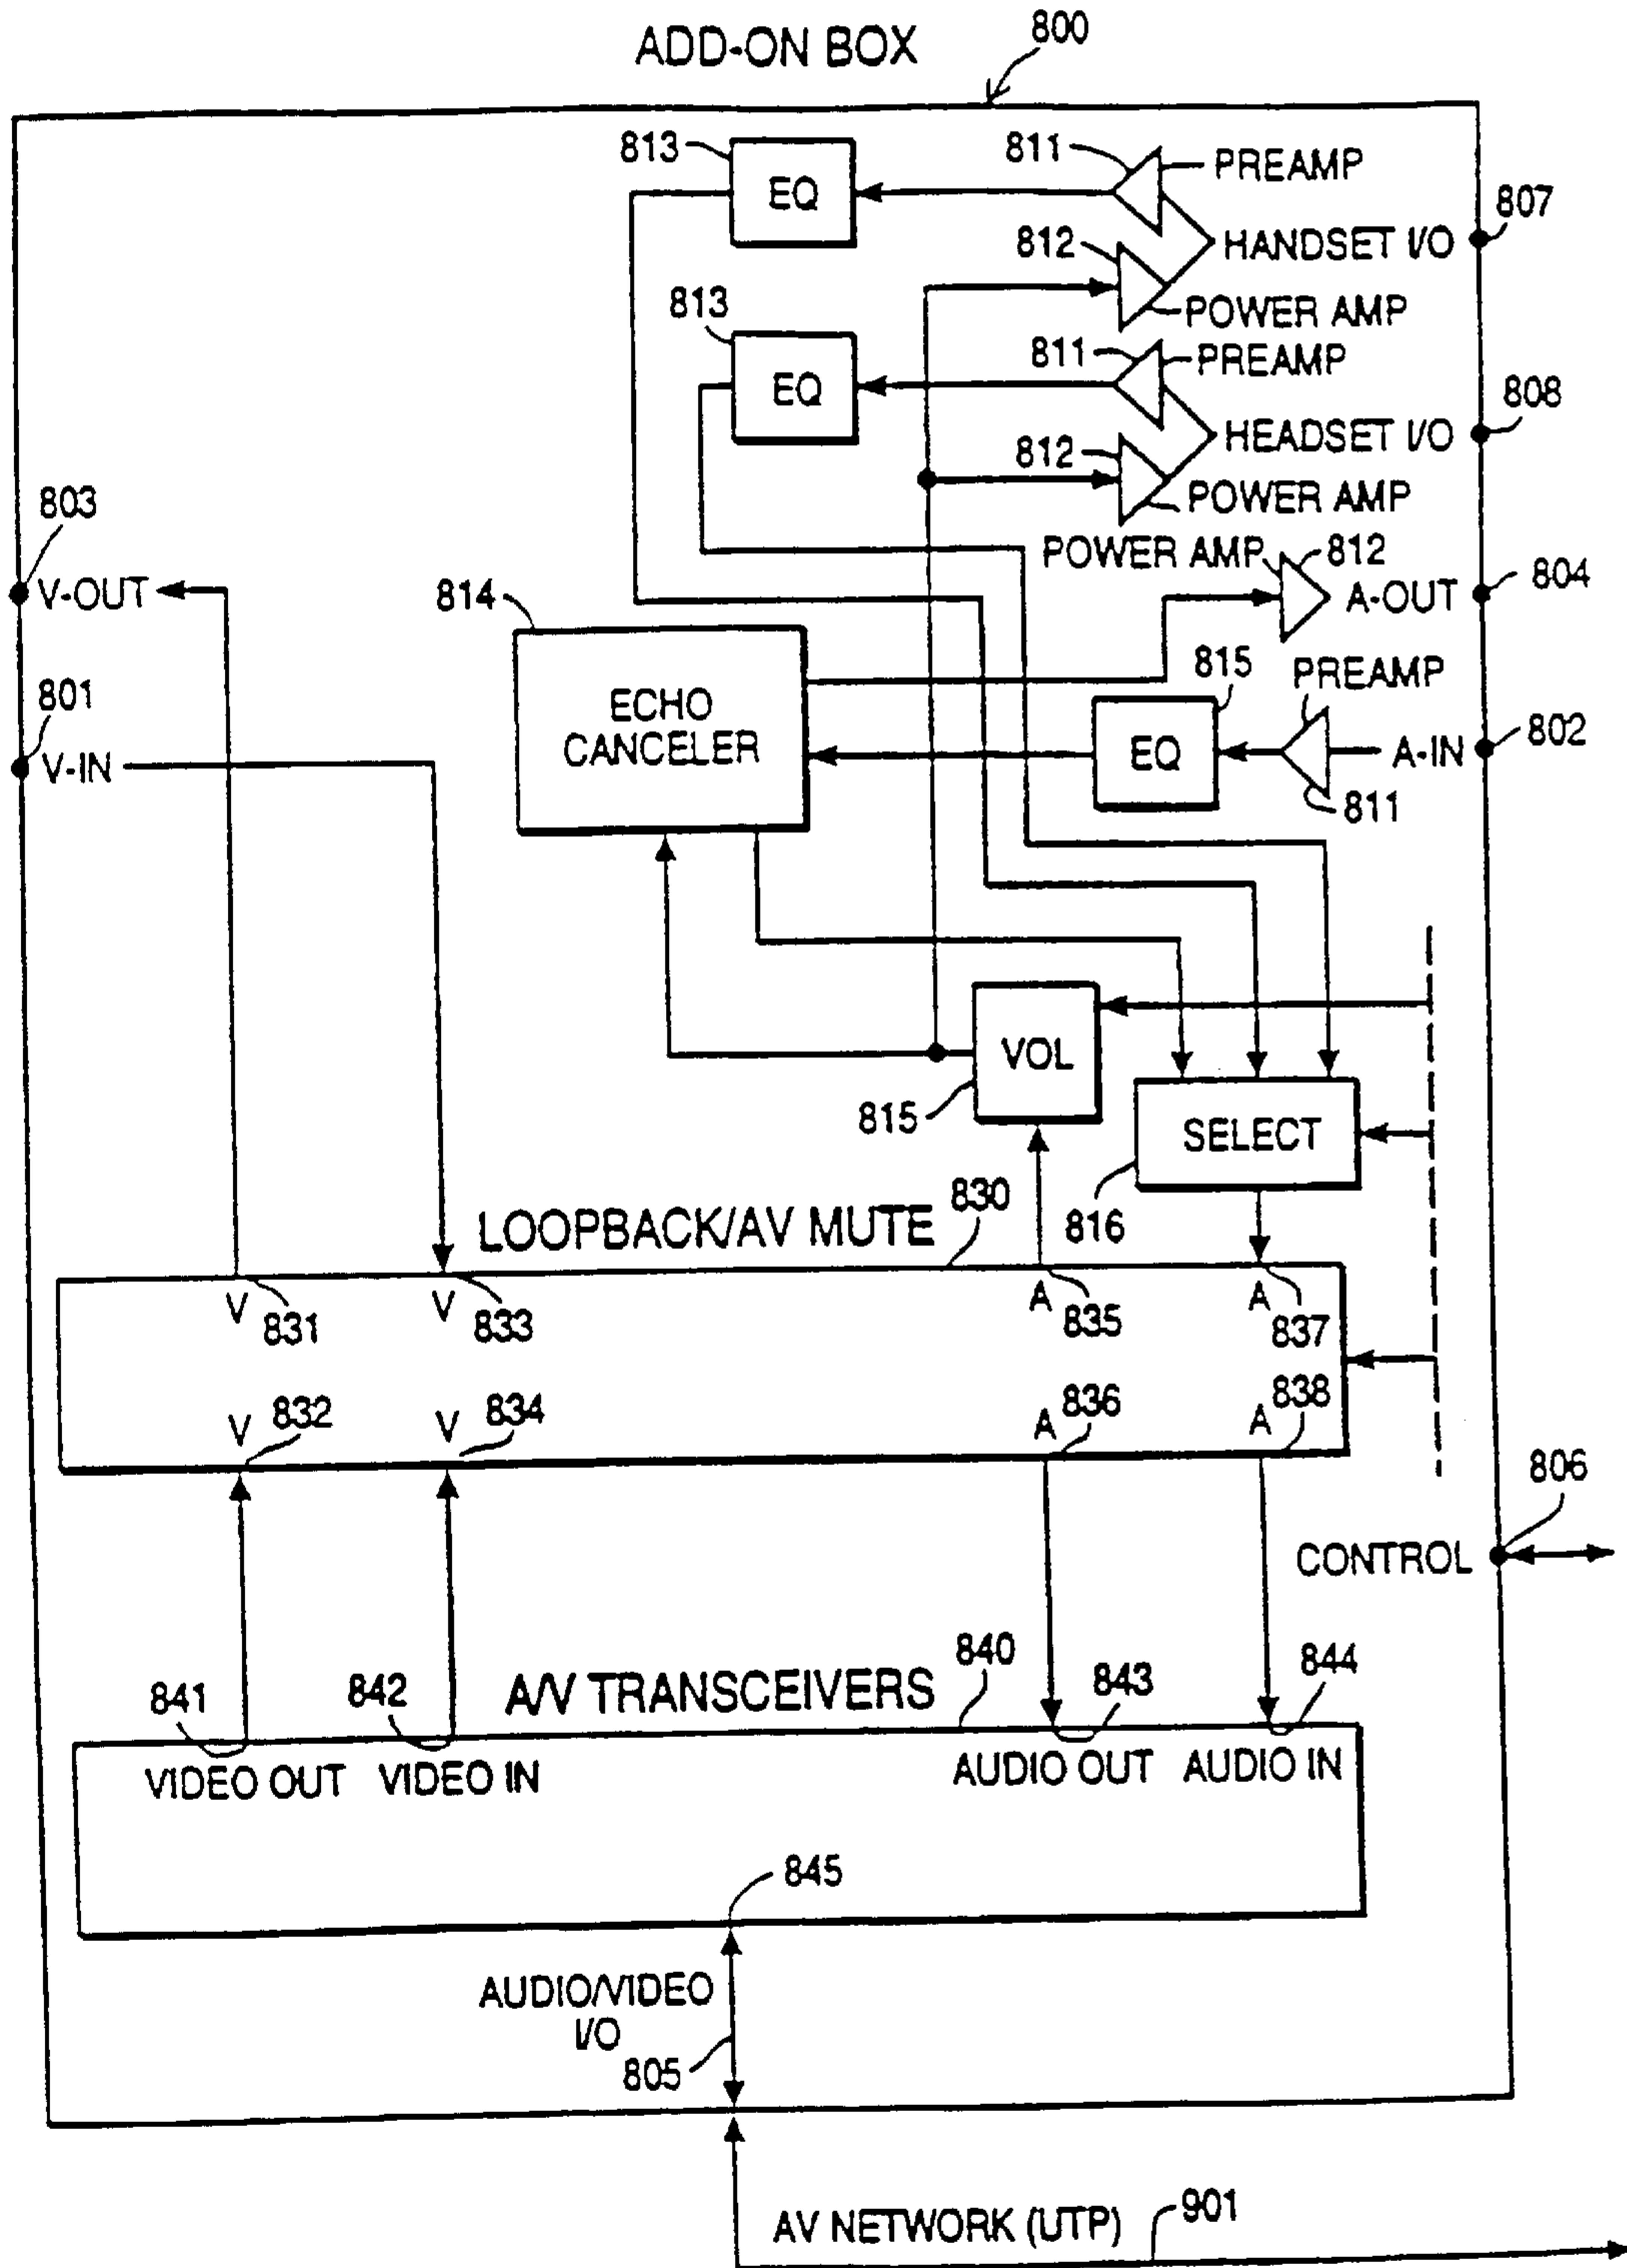 ADD-ON BOX
800
813
EQ
811
PREAMP
807
HANDSET I/O
812
POWER AMP
813
EQ
811
PREAMP
808
HEADSET I/O
812
POWER AMP
803
V-OUT
814
POWER AMP
812
A-OUT
804
801
V-IN
ECHO
CANCELER
815
EQ
PREAMP
A-IN
802
811
VOL
815
SELECT
816
LOOPBACK/AV MUTE
830
V
831
V
833
A
835
A
837
V
832
V
834
A
836
A
838
806
CONTROL
A/V TRANSCEIVERS
840
841
842
843
844
VIDEO OUT
VIDEO IN
AUDIO OUT
AUDIO IN
845
AUDIO/VIDEO
I/O
805
AV NETWORK (UTP)
901